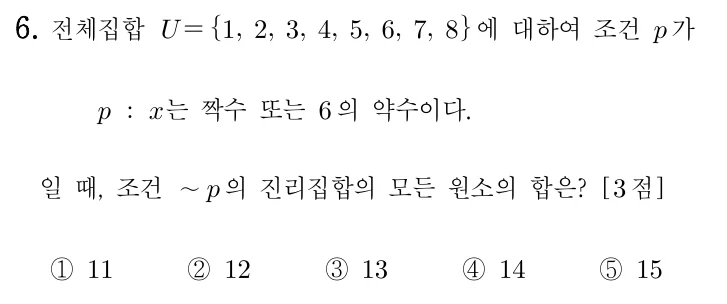 6. 전체집합 U={1, 2, 3, 4, 5, 6, 7, 8}에 대하여 조건 p가
p : x는 짝수 또는 6의 약수이다.
일 때, 조건 ~p의 진리집합의 모든 원소의 합은? [3점]
① 11 ② 12 ③ 13 ④ 14 ⑤ 15